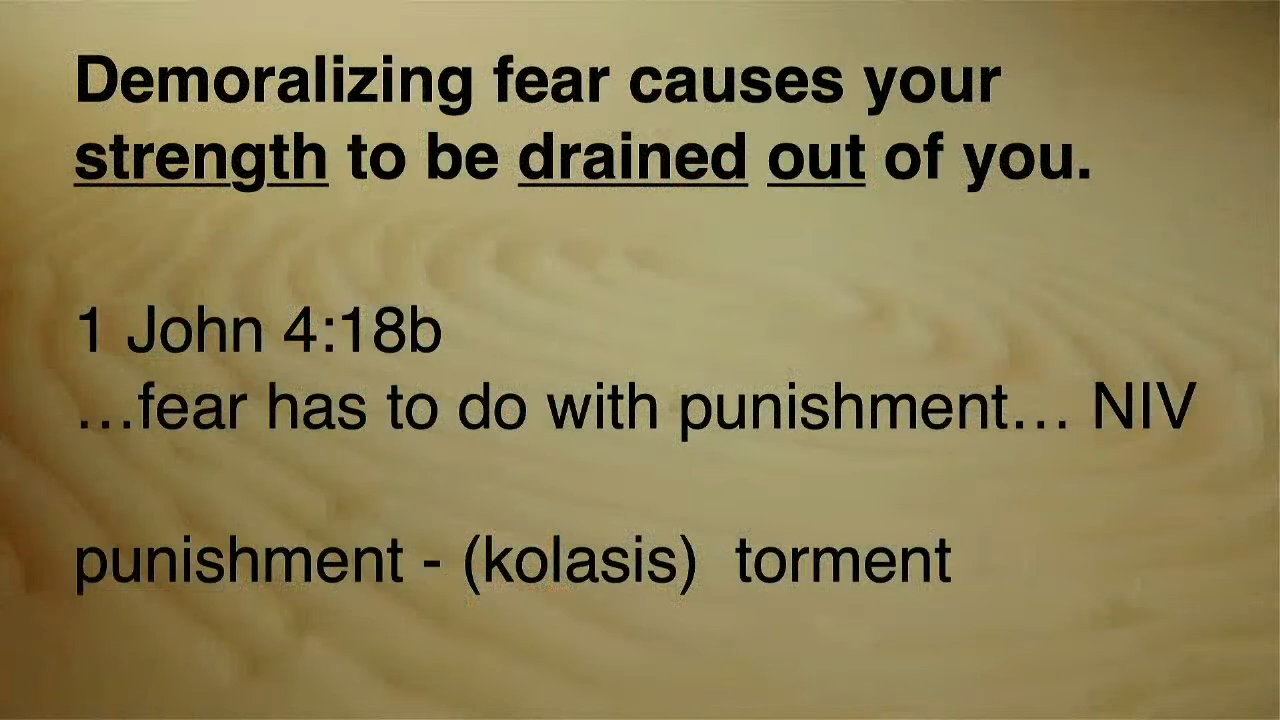 Demoralizing fear causes your
strength to be drained out of you.
1 John 4:18b
…fear has to do with punishment… NIV
punishment - (kolasis)  torment